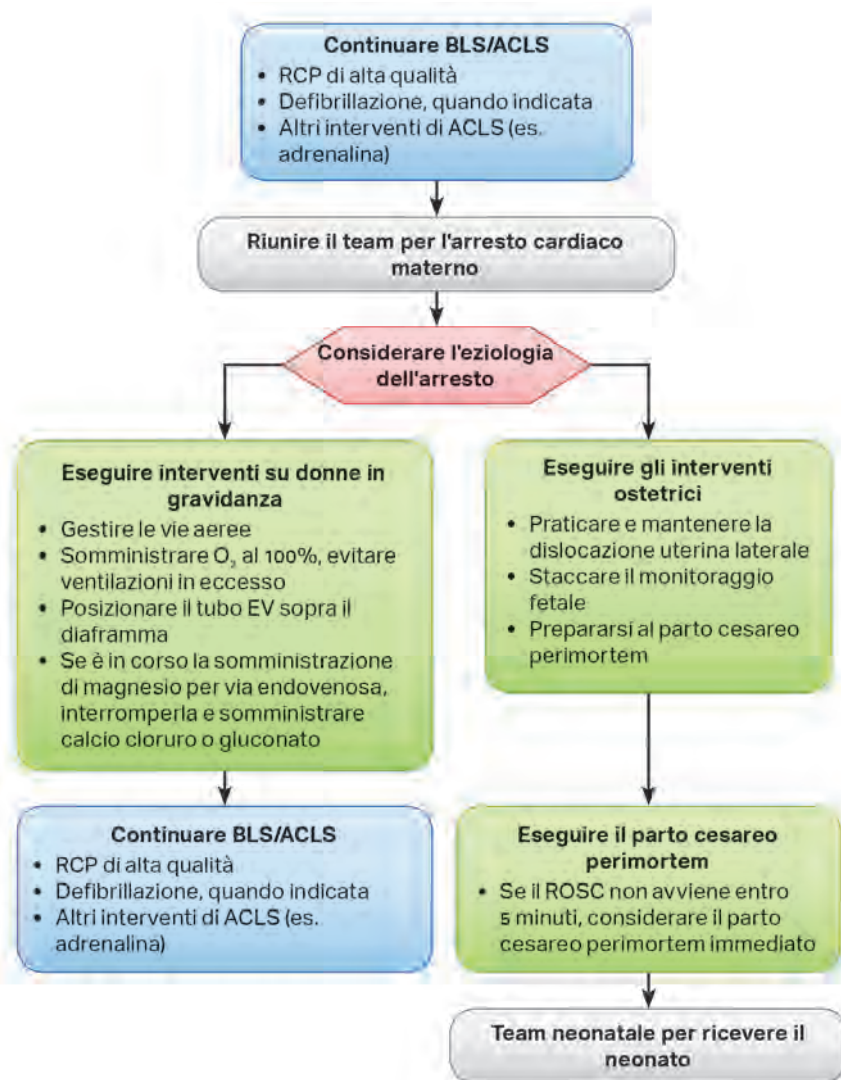 Continuare BLS/ACLS
• RCP di alta qualità
• Defibrillazione, quando indicata
• Altri interventi di ACLS (es.
adrenalina)
Riunire il team per l'arresto cardiaco
materno
Considerare l'eziologia
dell'arresto
Eseguire interventi su donne in
gravidanza
• Gestire le vie aeree
• Somministrare O₂ al 100%, evitare
ventilazioni in eccesso
• Posizionare il tubo EV sopra il
diaframma
• Se è in corso la somministrazione
di magnesio per via endovenosa,
interromperla e somministrare
calcio cloruro o gluconato
Eseguire gli interventi
ostetrici
• Praticare e mantenere la
dislocazione uterina laterale
• Staccare il monitoraggio
fetale
• Prepararsi al parto cesareo
perimortem
Continuare BLS/ACLS
• RCP di alta qualità
• Defibrillazione, quando indicata
• Altri interventi di ACLS (es.
adrenalina)
Eseguire il parto cesareo
perimortem
• Se il ROSC non avviene entro
5 minuti, considerare il parto
cesareo perimortem immediato
Team neonatale per ricevere il
neonato